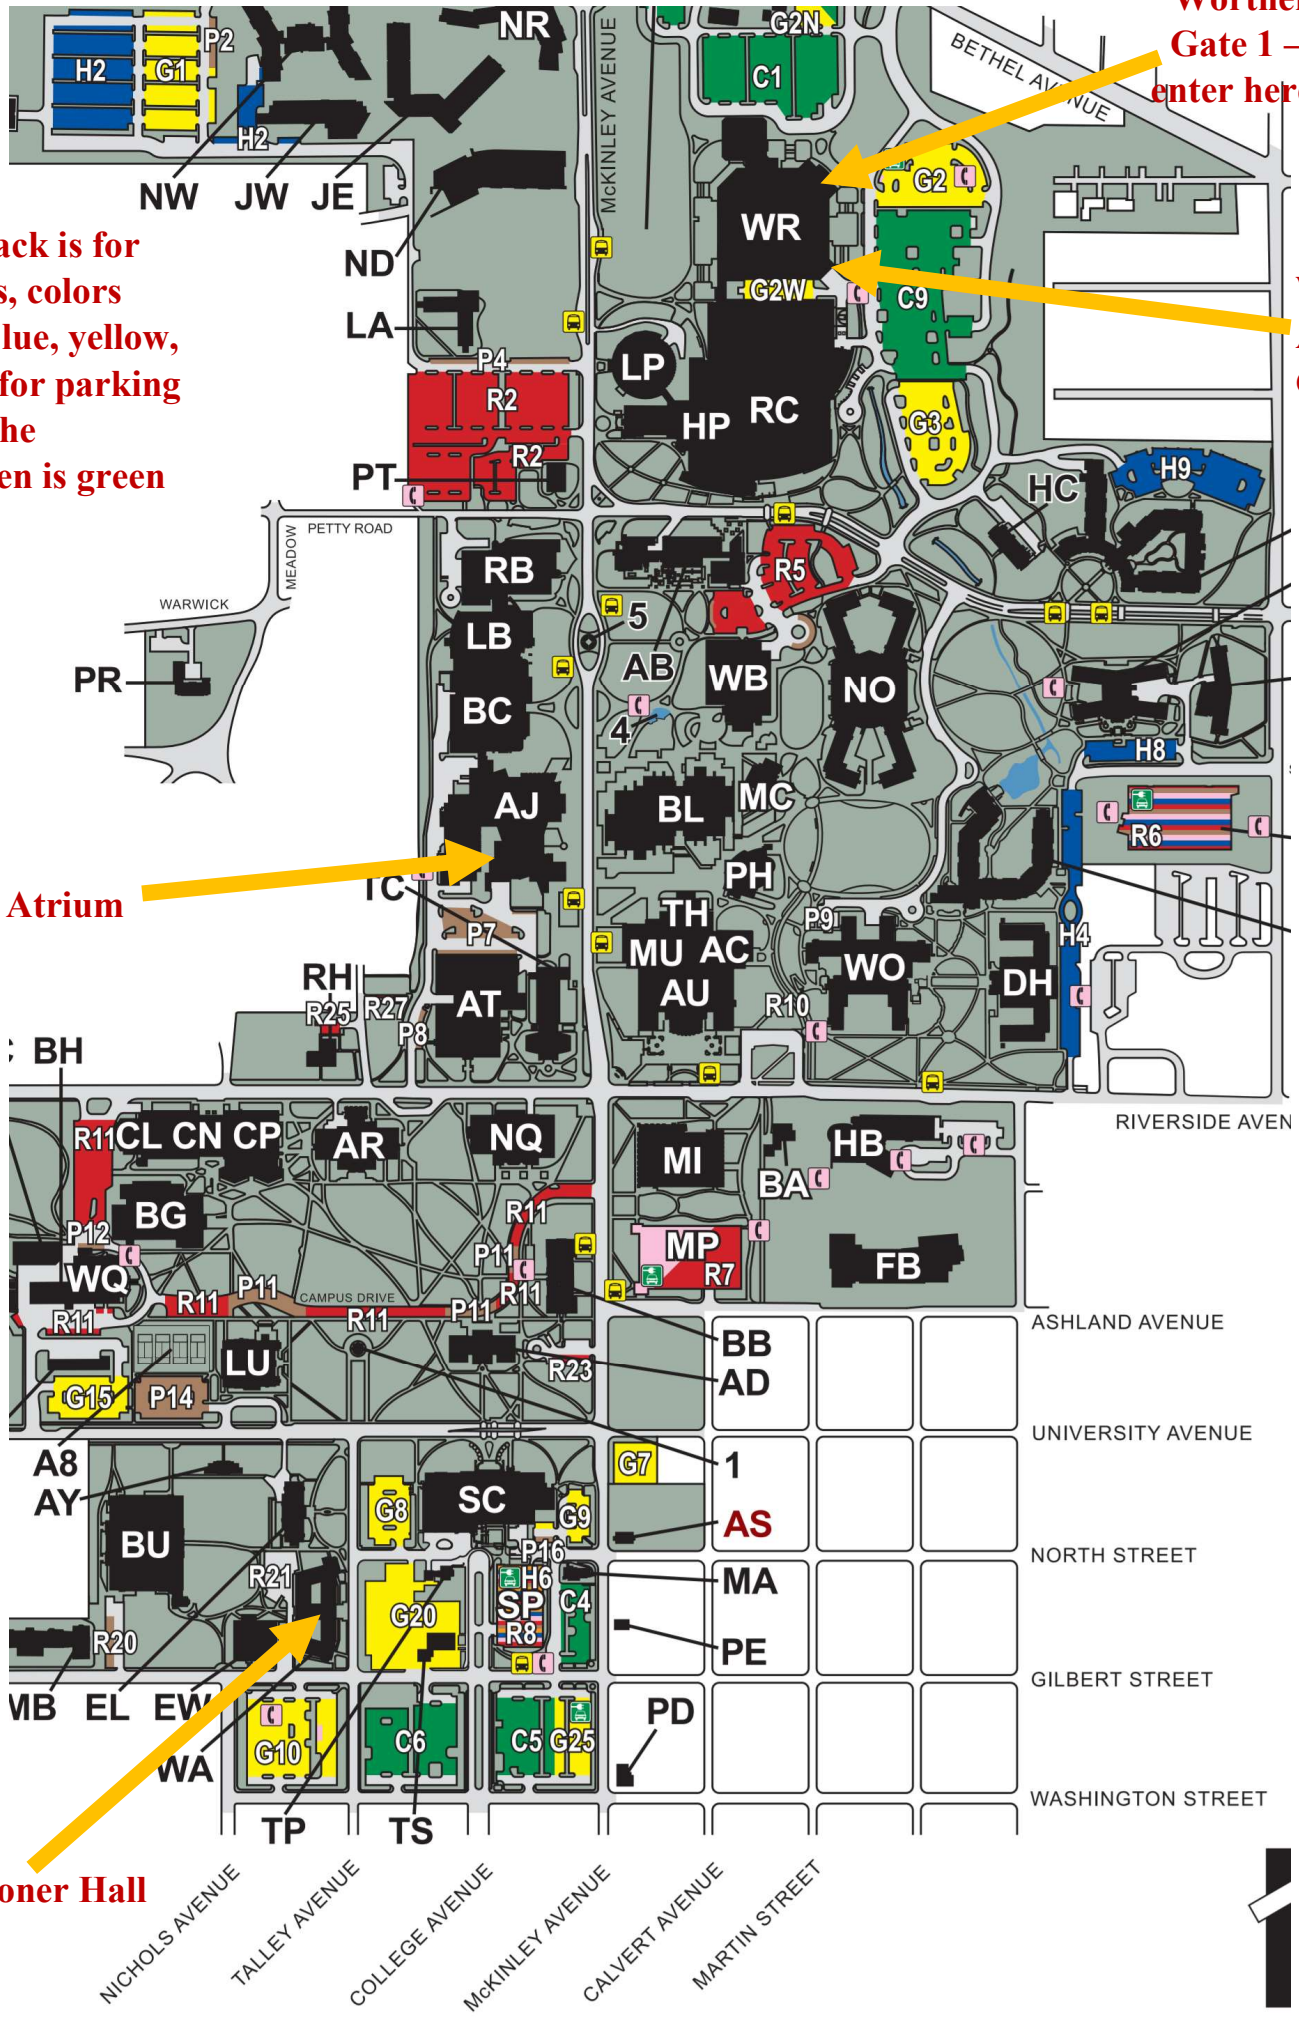 NR
G2N
P2
H2
G1
C1
McKINLEY AVENUE
BETHEL AVENUE
Gate 1 –
enter here
H2
NW
JW
JE
G2
WR
ND
is for
colors
yellow,
for parking
is green
G2W
C9
LA
P4
LP
R2
RC
HP
G3
R2
PT
H9
HC
PETTY ROAD
MEADOW
RB
R5
WARWICK
LB
5
AB
PR
WB
NO
BC
4
H8
AJ
MC
BL
R6
PH
Atrium
TC
TH
P9
P7
MU
AC
H4
WO
RH
DH
AT
AU
R25
R27
R10
P8
BH
RIVERSIDE AVEN
R11
CL
CN
CP
AR
NQ
MI
HB
BA
BG
R11
P12
P11
MP
WQ
R7
FB
P11
R11
CAMPUS DRIVE
R11
P11
R11
R11
ASHLAND AVENUE
BB
LU
R23
AD
G15
P14
UNIVERSITY AVENUE
A8
G7
1
AY
SC
G8
G9
AS
BU
P16
NORTH STREET
R21
H6
MA
SP
C4
G20
R8
R20
PE
GILBERT STREET
MB
EL
EW
PD
G10
C6
C5
G25
WA
WASHINGTON STREET
TP
TS
oner Hall
NICHOLS AVENUE
TALLEY AVENUE
COLLEGE AVENUE
McKINLEY AVENUE
CALVERT AVENUE
MARTIN STREET